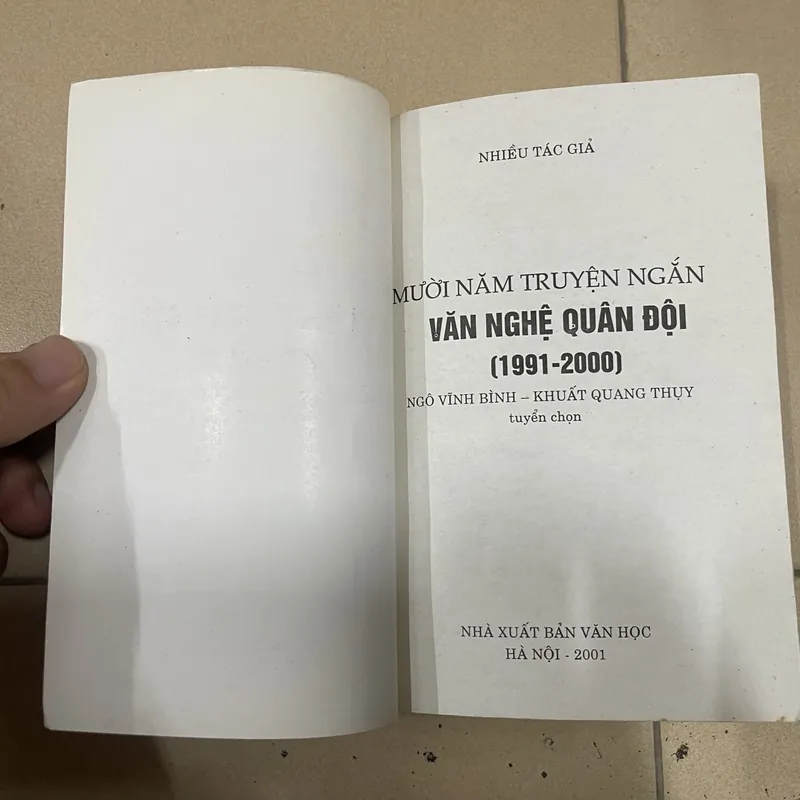 NHIỀU TÁC GIẢ
MƯỜI NĂM TRUYỆN NGẮN
VĂN NGHỆ QUÂN ĐỘI
(1991-2000)
NGÔ VĨNH BÌNH – KHUẤT QUANG THỤY
tuyển chọn
NHÀ XUẤT BẢN VĂN HỌC
HÀ NỘI - 2001